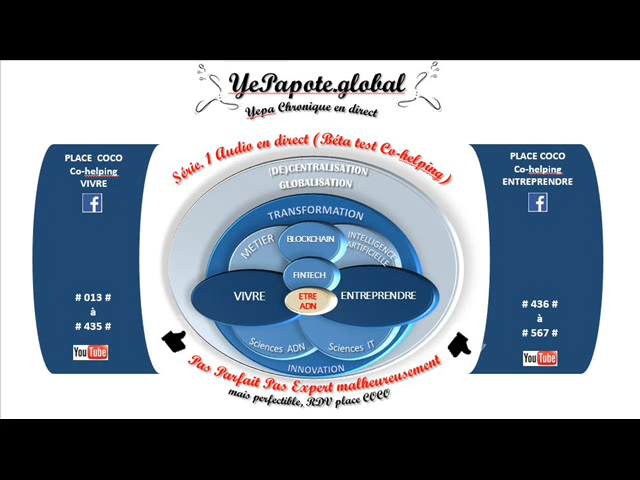 YePapote.global
Yepa Chronique en direct
Série, 1 Audio en direct (Béta test Co-helping)
PLACE COCO
Co-helping
VIVRE
# 013 #
à
# 435 #
YouTube
(DE)CENTRALISATION
GLOBALISATION
TRANSFORMATION
METIER
BLOCKCHAIN
INTELLIGENCE
ARTIFICIELLE
FINTECH
VIVRE
ETRE
ADN
ENTREPRENDRE
Sciences ADN
Sciences IT
INNOVATION
PLACE COCO
Co-helping
ENTREPRENDRE
# 436 #
à
# 567 #
YouTube
Pas Parfait Pas Expert malheureusement
mais perfectible, RDV place COCO